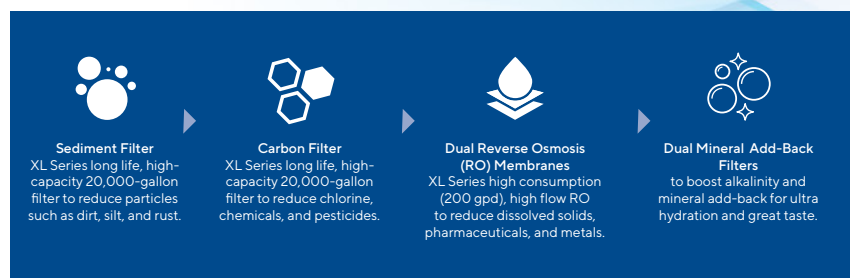 Sediment Filter
XL Series long life, high-
capacity 20,000-gallon
filter to reduce particles
such as dirt, silt, and rust.
Carbon Filter
XL Series long life, high-
capacity 20,000-gallon
filter to reduce chlorine,
chemicals, and pesticides.
Dual Reverse Osmosis
(RO) Membranes
XL Series high consumption
(200 gpd), high flow RO
to reduce dissolved solids,
pharmaceuticals, and metals.
Dual Mineral Add-Back
Filters
to boost alkalinity and
mineral add-back for ultra
hydration and great taste.